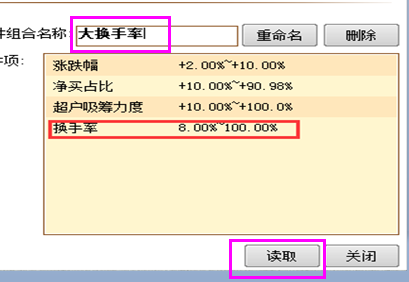 件组合名称: 大换手率 重命名 删除
件项:
涨跌幅 +2.00%~+10.00%
净买占比 +10.00%~+90.98%
超户吸筹力度 +10.00%~+100.0%
换手率 8.00%~100.00%
读取 关闭